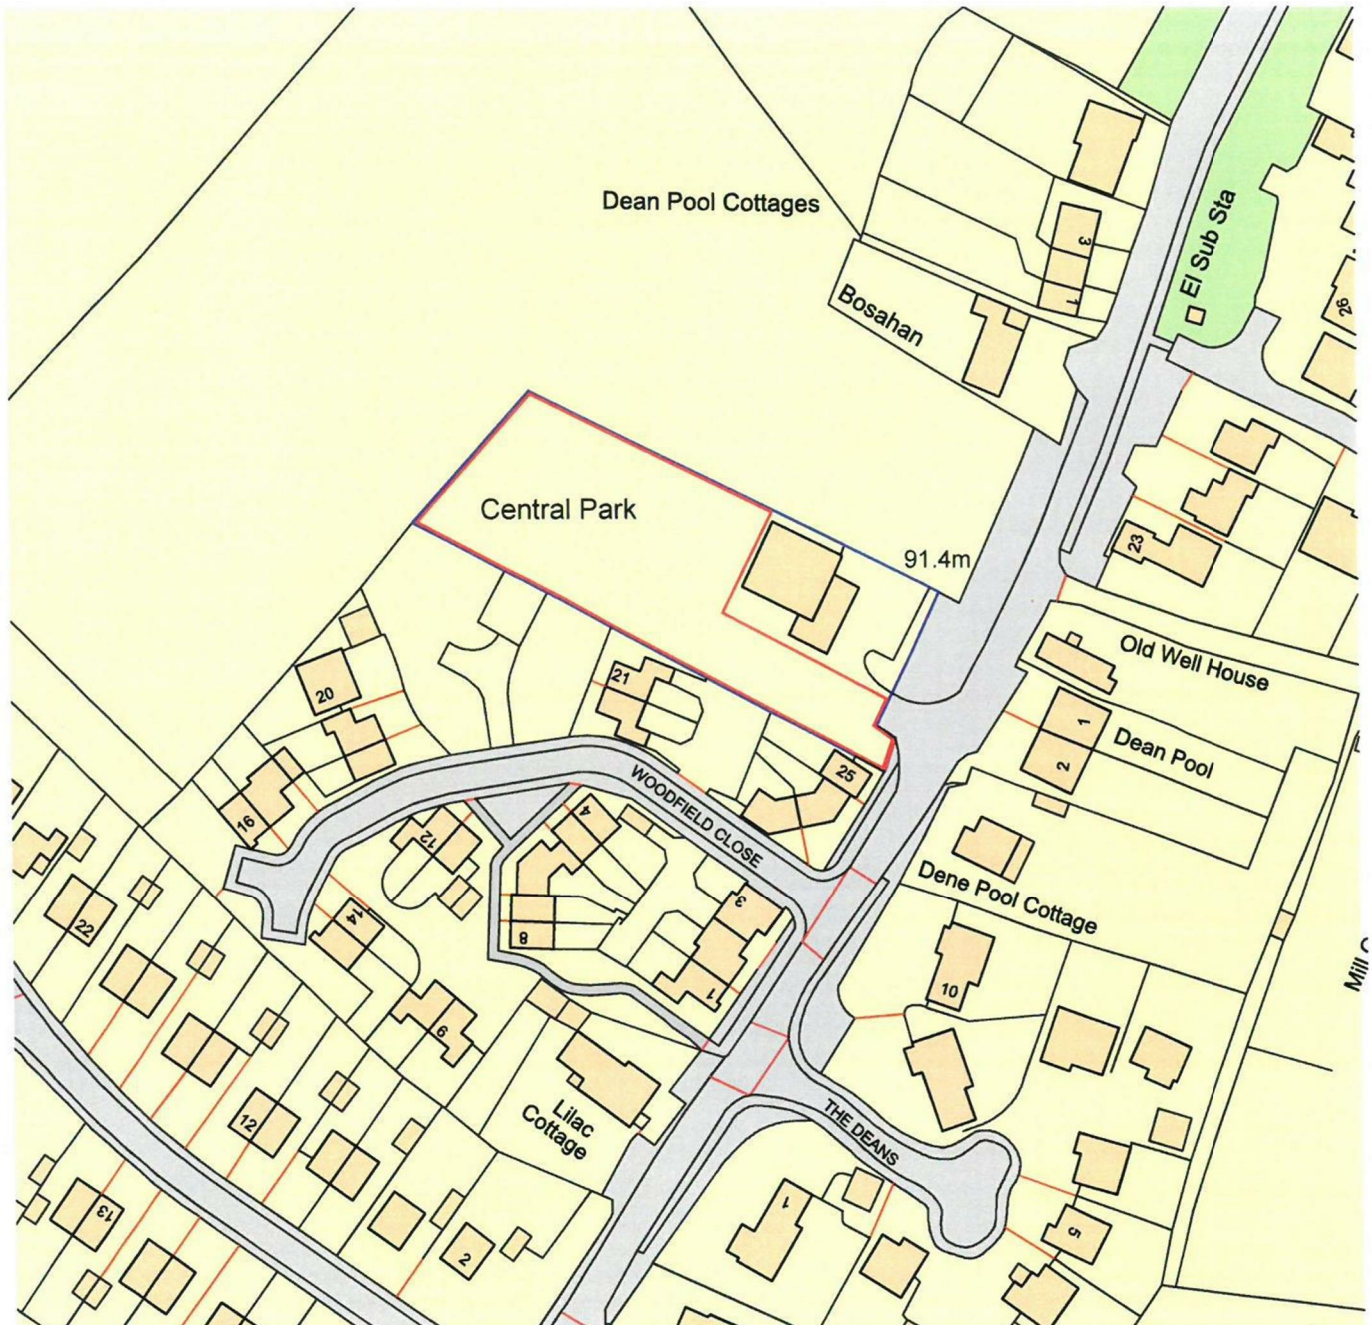 Dean Pool Cottages
El Sub Sta
3
1
Bosahan
26
Central Park
91.4m
23
Old Well House
21
20
1
Dean Pool
2
25
WOODFIELD CLOSE
16
4
12
Dene Pool Cottage
22
14
3
8
10
1
9
Lilac
Cottage
12
THE DEANS
13
1
5
2